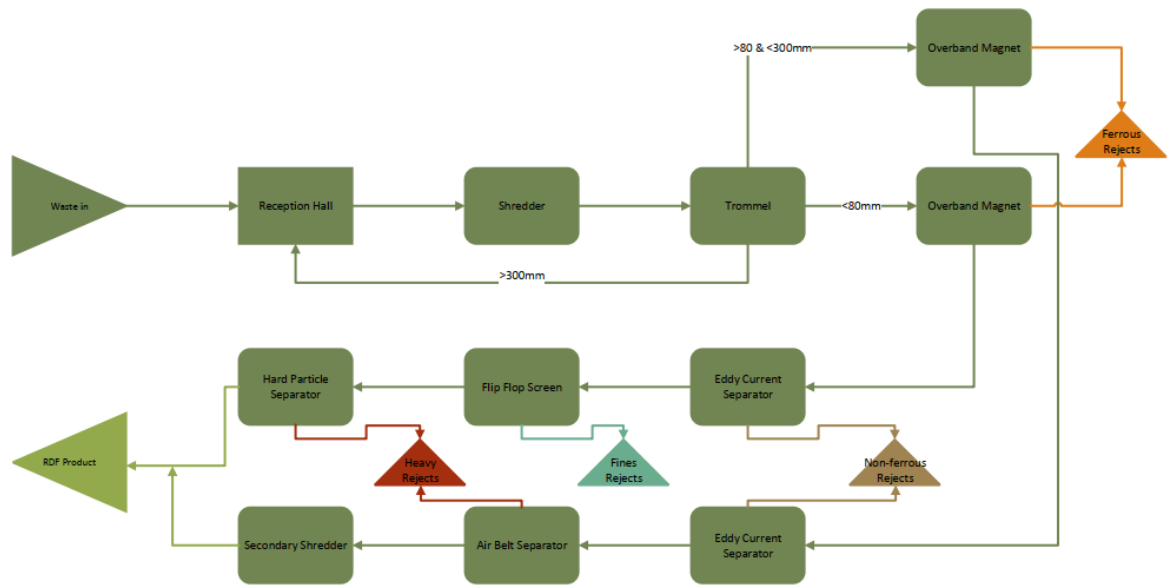 >80 & <300mm
Overband Magnet
Ferrous
Rejects
Waste in
Reception Hall
Shredder
Trommel
<80mm
Overband Magnet
>300mm
Hard Particle
Separator
Flip Flop Screen
Eddy Current
Separator
RDF Product
Heavy
Rejects
Fines
Rejects
Non-ferrous
Rejects
Secondary Shredder
Air Belt Separator
Eddy Current
Separator